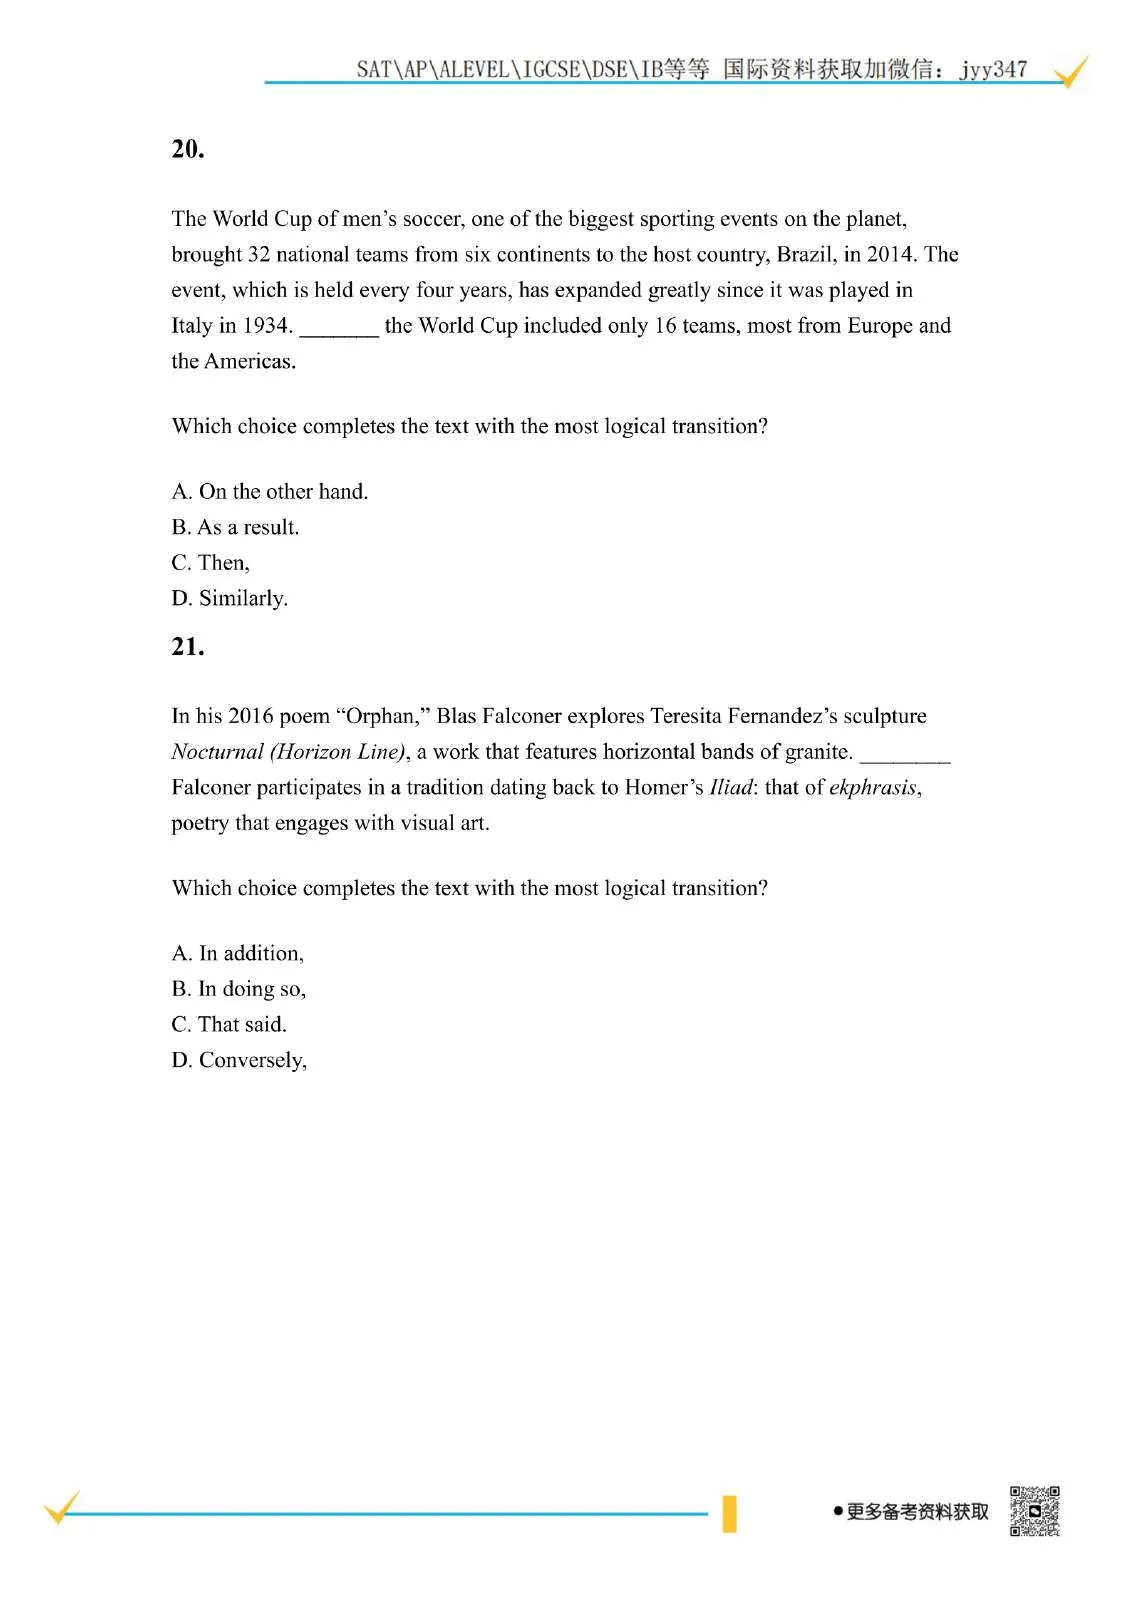 SAT\AP\ALEVEL\IGCSE\DSE\IB等等 国际资料获取加微信：jyy347
20.
The World Cup of men’s soccer, one of the biggest sporting events on the planet,
brought 32 national teams from six continents to the host country, Brazil, in 2014. The
event, which is held every four years, has expanded greatly since it was played in
Italy in 1934. _______ the World Cup included only 16 teams, most from Europe and
the Americas.
Which choice completes the text with the most logical transition?
A. On the other hand.
B. As a result.
C. Then,
D. Similarly.
21.
In his 2016 poem “Orphan,” Blas Falconer explores Teresita Fernandez’s sculpture
Nocturnal (Horizon Line), a work that features horizontal bands of granite. ________
Falconer participates in a tradition dating back to Homer’s Iliad: that of ekphrasis,
poetry that engages with visual art.
Which choice completes the text with the most logical transition?
A. In addition,
B. In doing so,
C. That said.
D. Conversely,
●更多备考资料获取